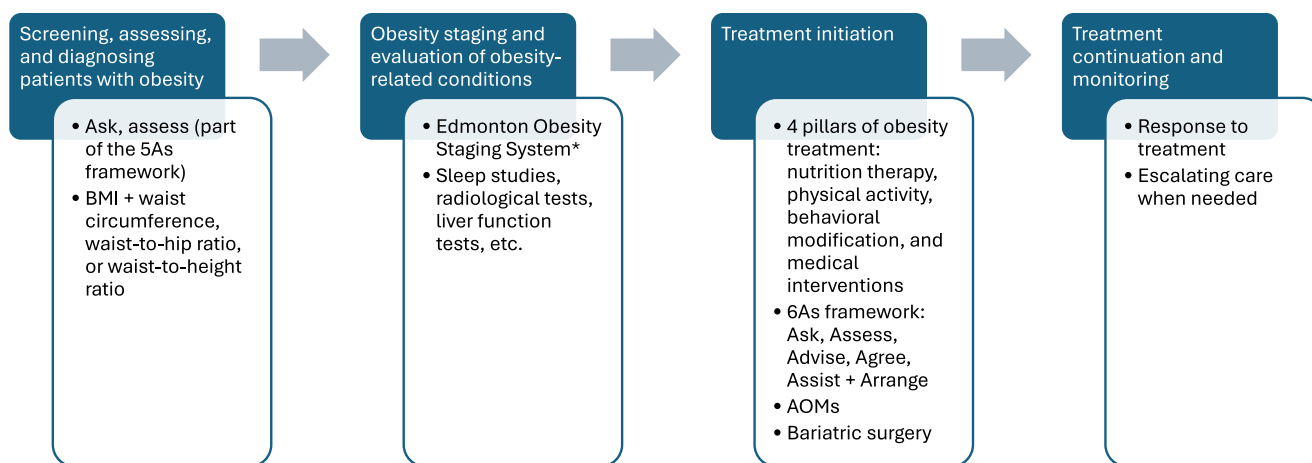 Screening, assessing,
and diagnosing
patients with obesity
• Ask, assess (part
of the 5As
framework)
• BMI + waist
circumference,
waist-to-hip ratio,
or waist-to-height
ratio
Obesity staging and
evaluation of obesity-
related conditions
• Edmonton Obesity
Staging System*
• Sleep studies,
radiological tests,
liver function
tests, etc.
Treatment initiation
• 4 pillars of obesity
treatment:
nutrition therapy,
physical activity,
behavioral
modification, and
medical
interventions
• 6As framework:
Ask, Assess,
Advise, Agree,
Assist + Arrange
• AOMs
• Bariatric surgery
Treatment
continuation and
monitoring
• Response to
treatment
• Escalating care
when needed